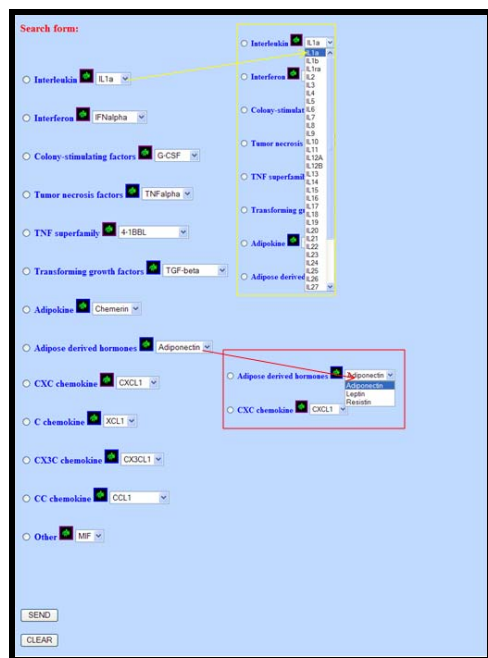 Search form:
Interleukin IL1a
Interferon IFNalpha
Colony-stimulating factors G-CSF
Tumor necrosis factors TNFalpha
TNF superfamily 4-1BBL
Transforming growth factors TGF-beta
Adipokine Chemerin
Adipose derived hormones Adiponectin
CXC chemokine CXCL1
C chemokine XCL1
CX3C chemokine CX3CL1
CC chemokine CCL1
Other MIF
SEND
CLEAR
Interleukin IL1a
Interferon
Colony-stimulat
Tumor necrosis
TNF superfamil
Transforming g
Adipokine
Adipose derived
IL1a
IL1b
IL1ra
IL2
IL3
IL4
IL5
IL6
IL7
IL8
IL9
IL10
IL11
IL12A
IL12B
IL13
IL14
IL15
IL16
IL17
IL18
IL19
IL20
IL21
IL22
IL23
IL24
IL25
IL26
IL27
Adipose derived hormones Adiponectin
Adiponectin
Leptin
Resistin
CXC chemokine CXCL1